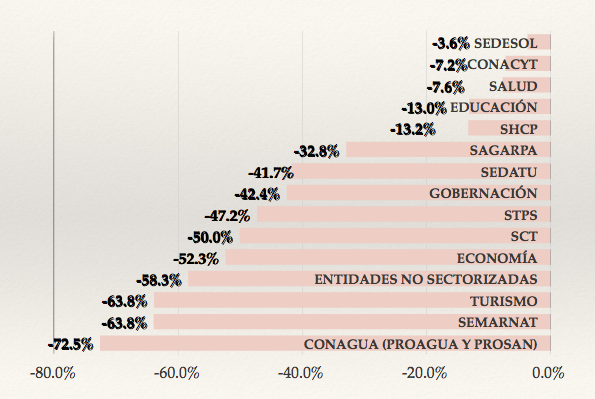 -3.6% SEDESOL
-7.2% CONACYT
-7.6% SALUD
-13.0% EDUCACIÓN
-13.2% SHCP
-32.8% SAGARPA
-41.7% SEDATU
-42.4% GOBERNACIÓN
-47.2% STPS
-50.0% SCT
-52.3% ECONOMÍA
-58.3% ENTIDADES NO SECTORIZADAS
-63.8% TURISMO
-63.8% SEMARNAT
-72.5% CONAGUA (PROAGUA Y PROSAN)
-80.0% -60.0% -40.0% -20.0% 0.0%